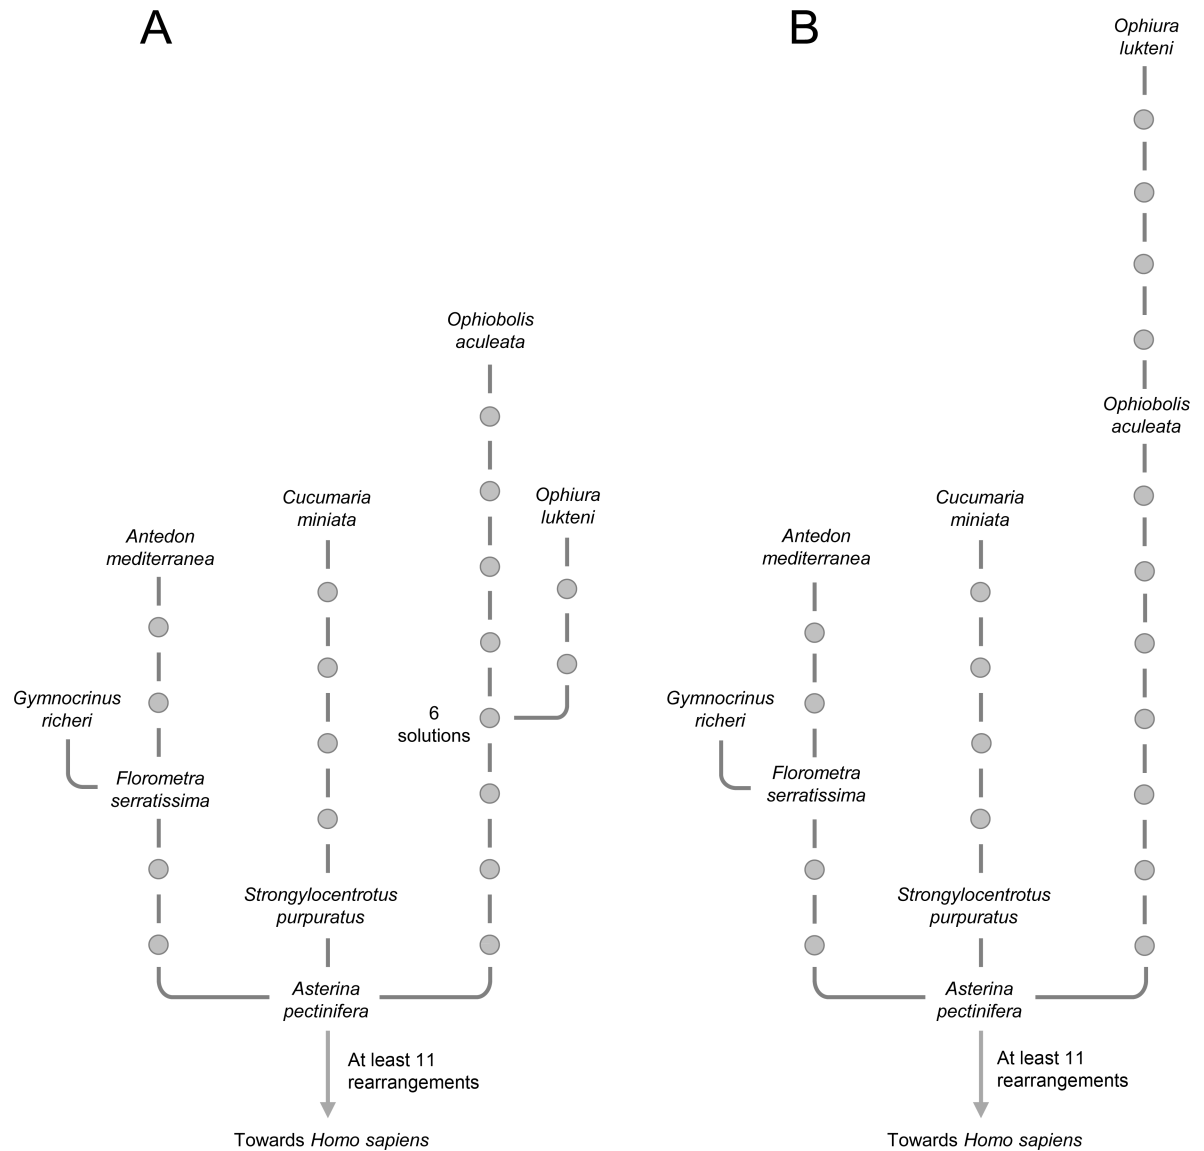 A
Ophiobolis
aculeata
Cucumaria
miniata
Ophiura
lukteni
Antedon
mediterranea
Gymnocrinus
richeri
6
solutions
Florometra
serratissima
Strongylocentrotus
purpuratus
Asterina
pectinifera
At least 11
rearrangements
Towards Homo sapiens
B
Ophiura
lukteni
Ophiobolis
aculeata
Cucumaria
miniata
Antedon
mediterranea
Gymnocrinus
richeri
Florometra
serratissima
Strongylocentrotus
purpuratus
Asterina
pectinifera
At least 11
rearrangements
Towards Homo sapiens